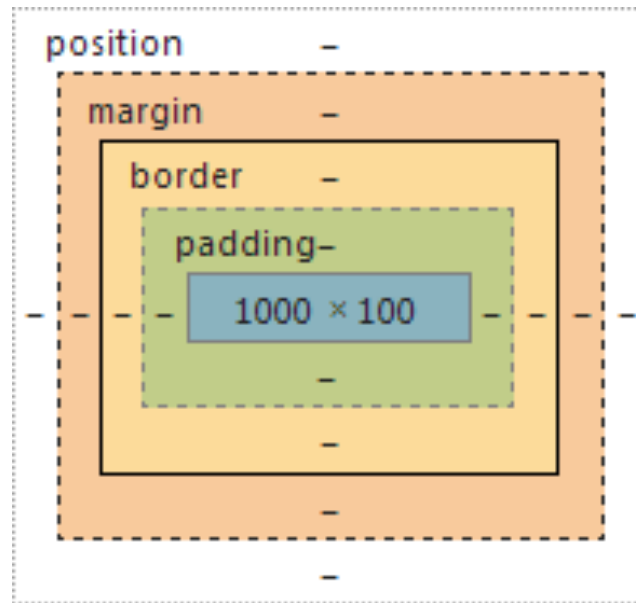 position –
margin –
border –
padding–
– – – – 1000 × 100 – – – –
–
–
–
–